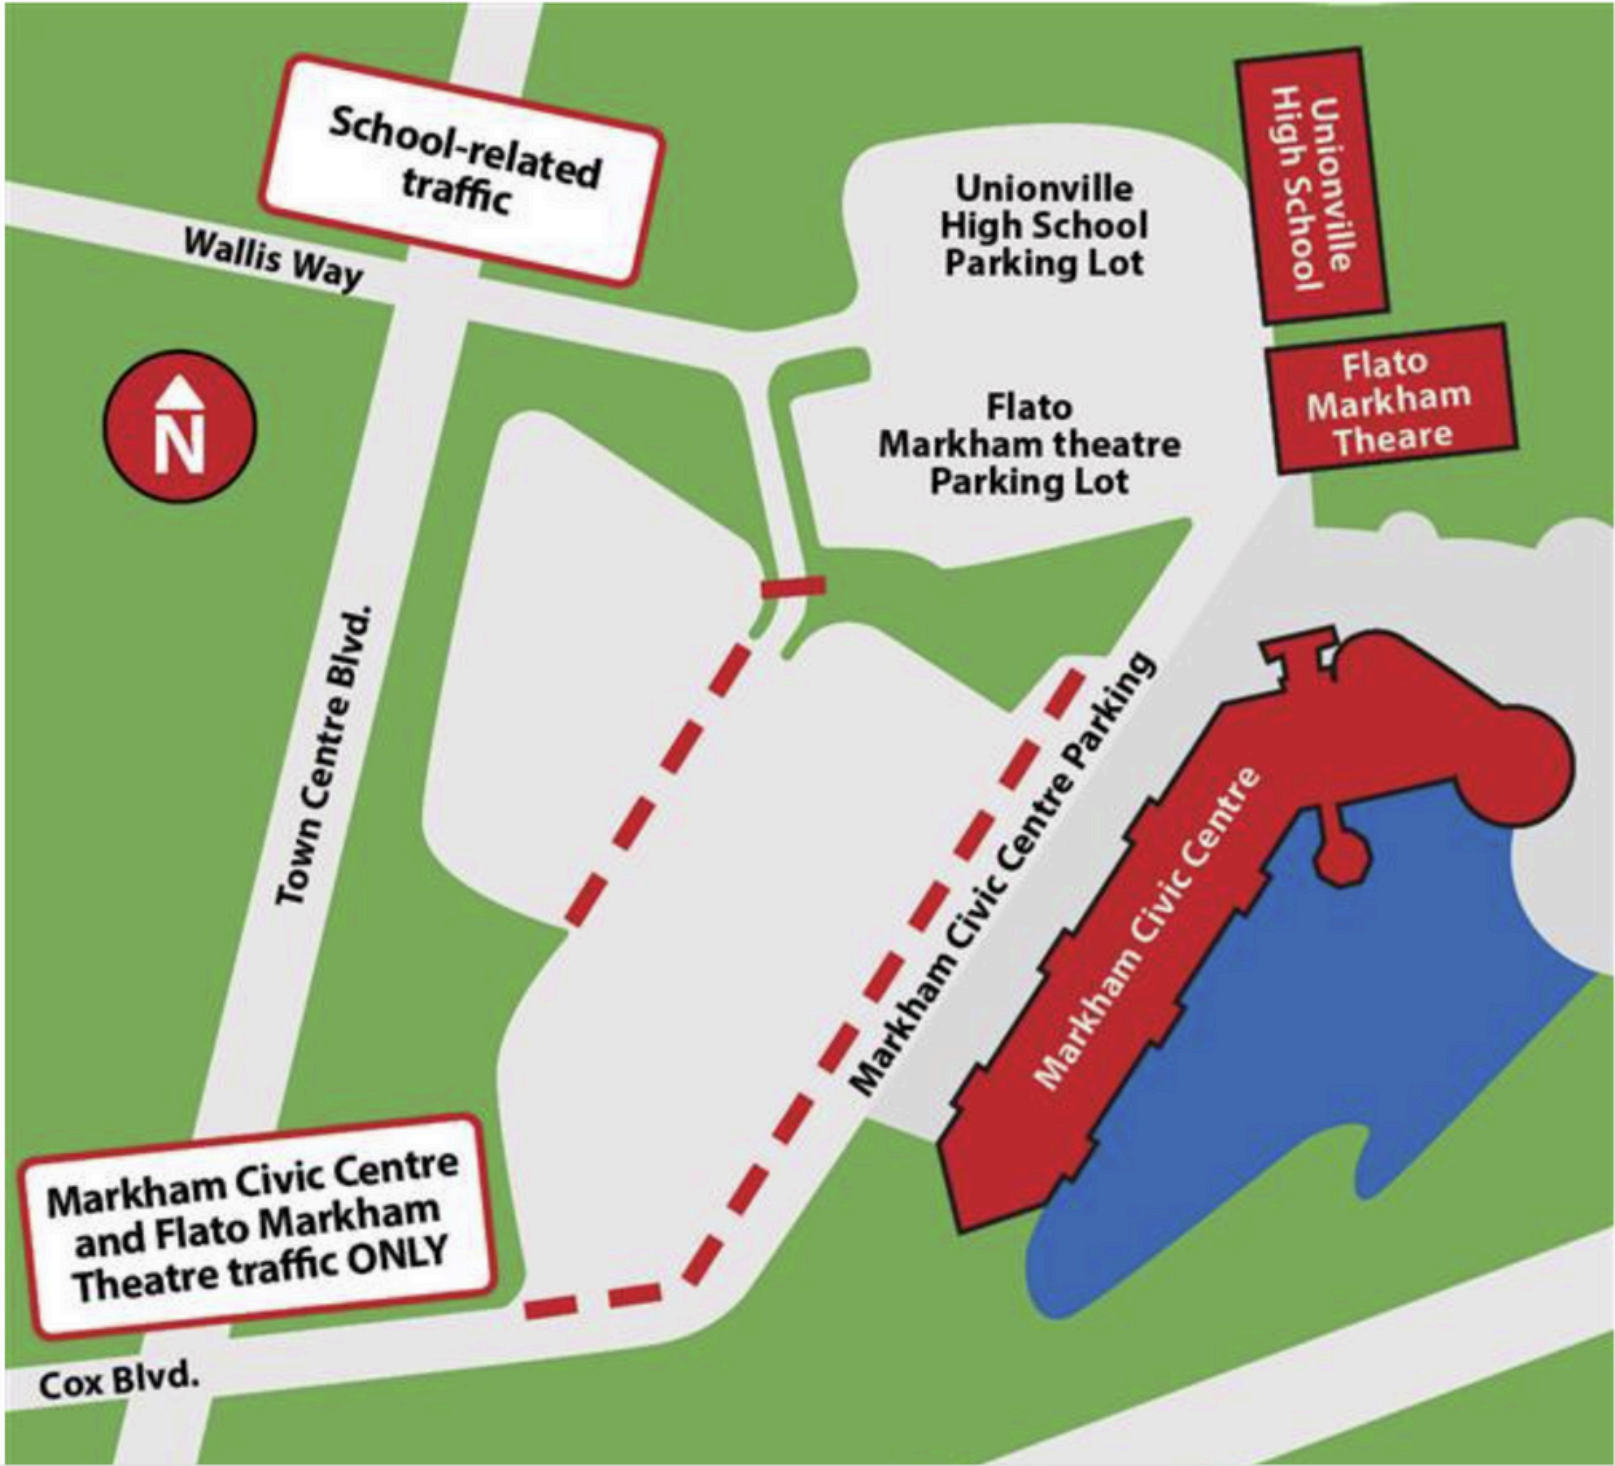 School-related
traffic
Wallis Way
Unionville
High School
Parking Lot
Unionville
High School
Flato
Markham
Theare
Flato
Markham theatre
Parking Lot
N
Town Centre Blvd.
Markham Civic Centre Parking
Markham Civic Centre
Markham Civic Centre
and Flato Markham
Theatre traffic ONLY
Cox Blvd.